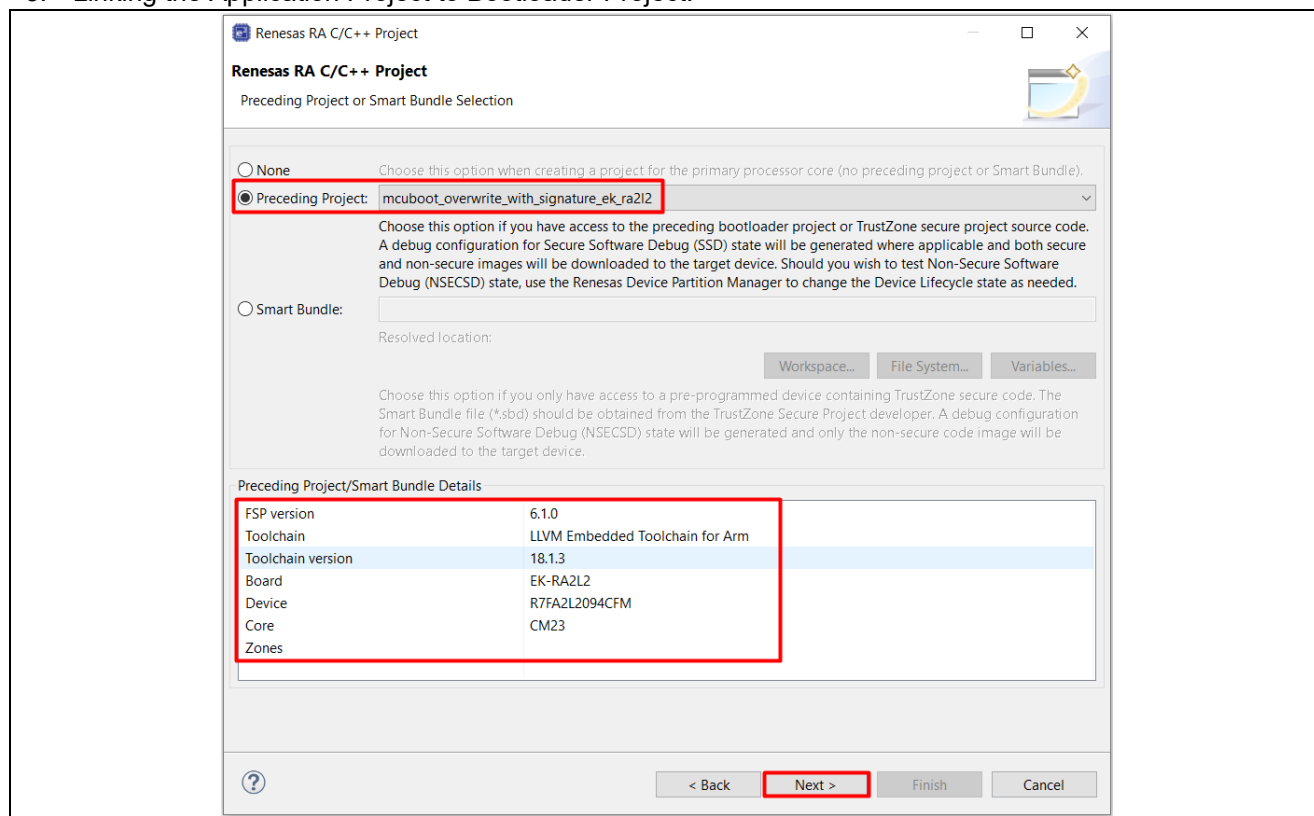 Linking the Application Project to Bootloader Project.
Renesas RA C/C++ Project
Renesas RA C/C++ Project
Preceding Project or Smart Bundle Selection
None Choose this option when creating a project for the primary processor core (no preceding project or Smart Bundle).
Preceding Project: mcuboot_overwrite_with_signature_ek_ra2l2
Choose this option if you have access to the preceding bootloader project or TrustZone secure project source code.
A debug configuration for Secure Software Debug (SSD) state will be generated where applicable and both secure
and non-secure images will be downloaded to the target device. Should you wish to test Non-Secure Software
Debug (NSECSD) state, use the Renesas Device Partition Manager to change the Device Lifecycle state as needed.
Smart Bundle:
Resolved location:
Workspace... File System... Variables...
Choose this option if you only have access to a pre-programmed device containing TrustZone secure code. The
Smart Bundle file (*.sbd) should be obtained from the TrustZone Secure Project developer. A debug configuration
for Non-Secure Software Debug (NSECSD) state will be generated and only the non-secure code image will be
downloaded to the target device.
Preceding Project/Smart Bundle Details
FSP version 6.1.0
Toolchain LLVM Embedded Toolchain for Arm
Toolchain version 18.1.3
Board EK-RA2L2
Device R7FA2L2094CFM
Core CM23
Zones
? < Back Next > Finish Cancel